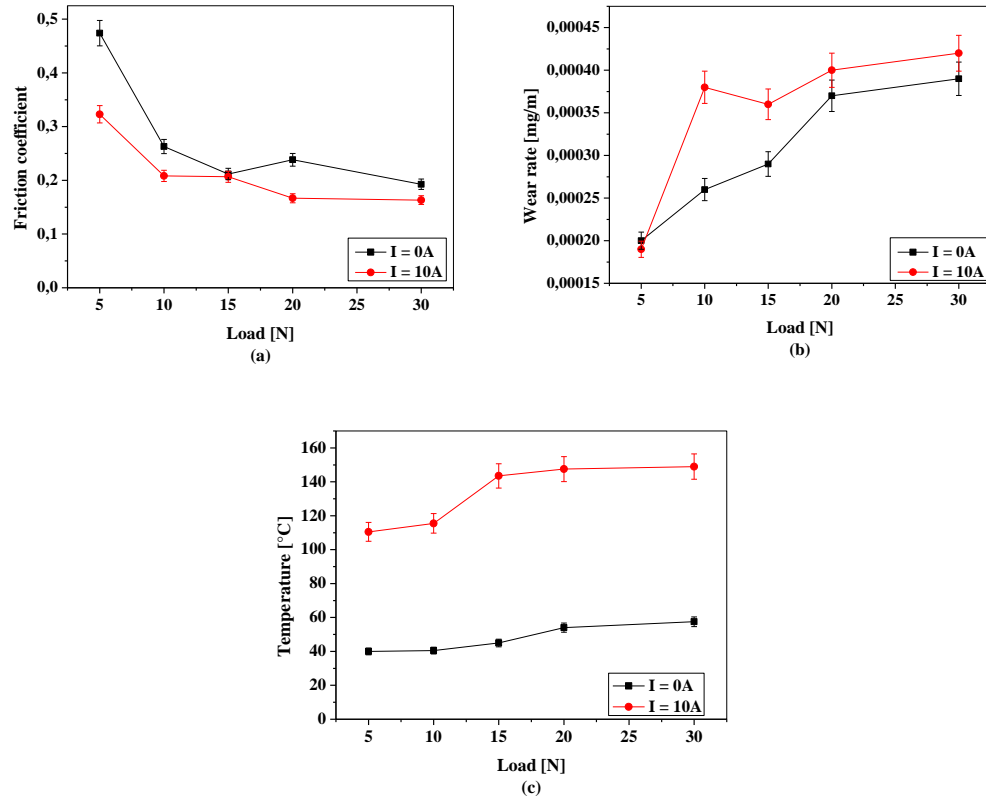 0,5
0,4
0,3
0,2
0,1
0,0
Friction coefficient
I = 0A
I = 10A
5 10 15 20 25 30
Load [N]
(a)
0,00045
0,00040
0,00035
0,00030
0,00025
0,00020
0,00015
Wear rate [mg/m]
I = 0A
I = 10A
5 10 15 20 25 30
Load [N]
(b)
160
140
120
100
80
60
40
20
0
Temperature [°C]
I = 0A
I = 10A
5 10 15 20 25 30
Load [N]
(c)